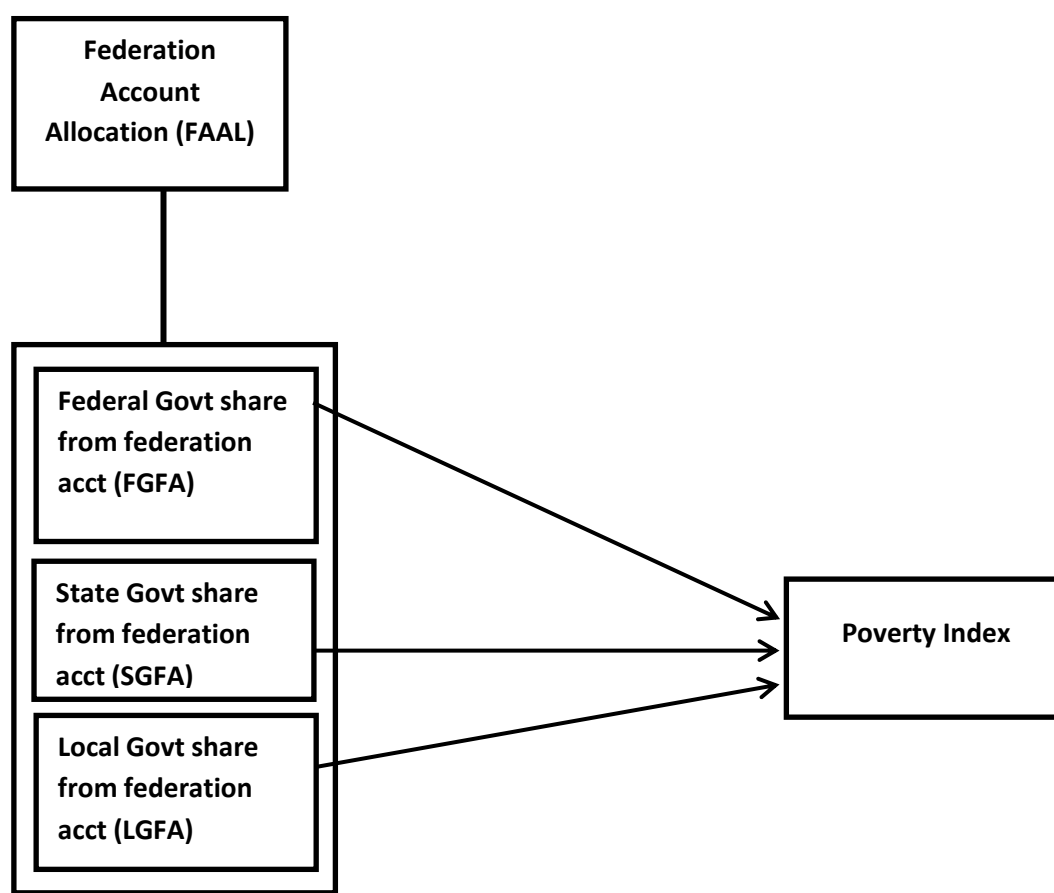 Federation
Account
Allocation (FAAL)
Federal Govt share
from federation
acct (FGFA)
State Govt share
from federation
acct (SGFA)
Local Govt share
from federation
acct (LGFA)
Poverty Index